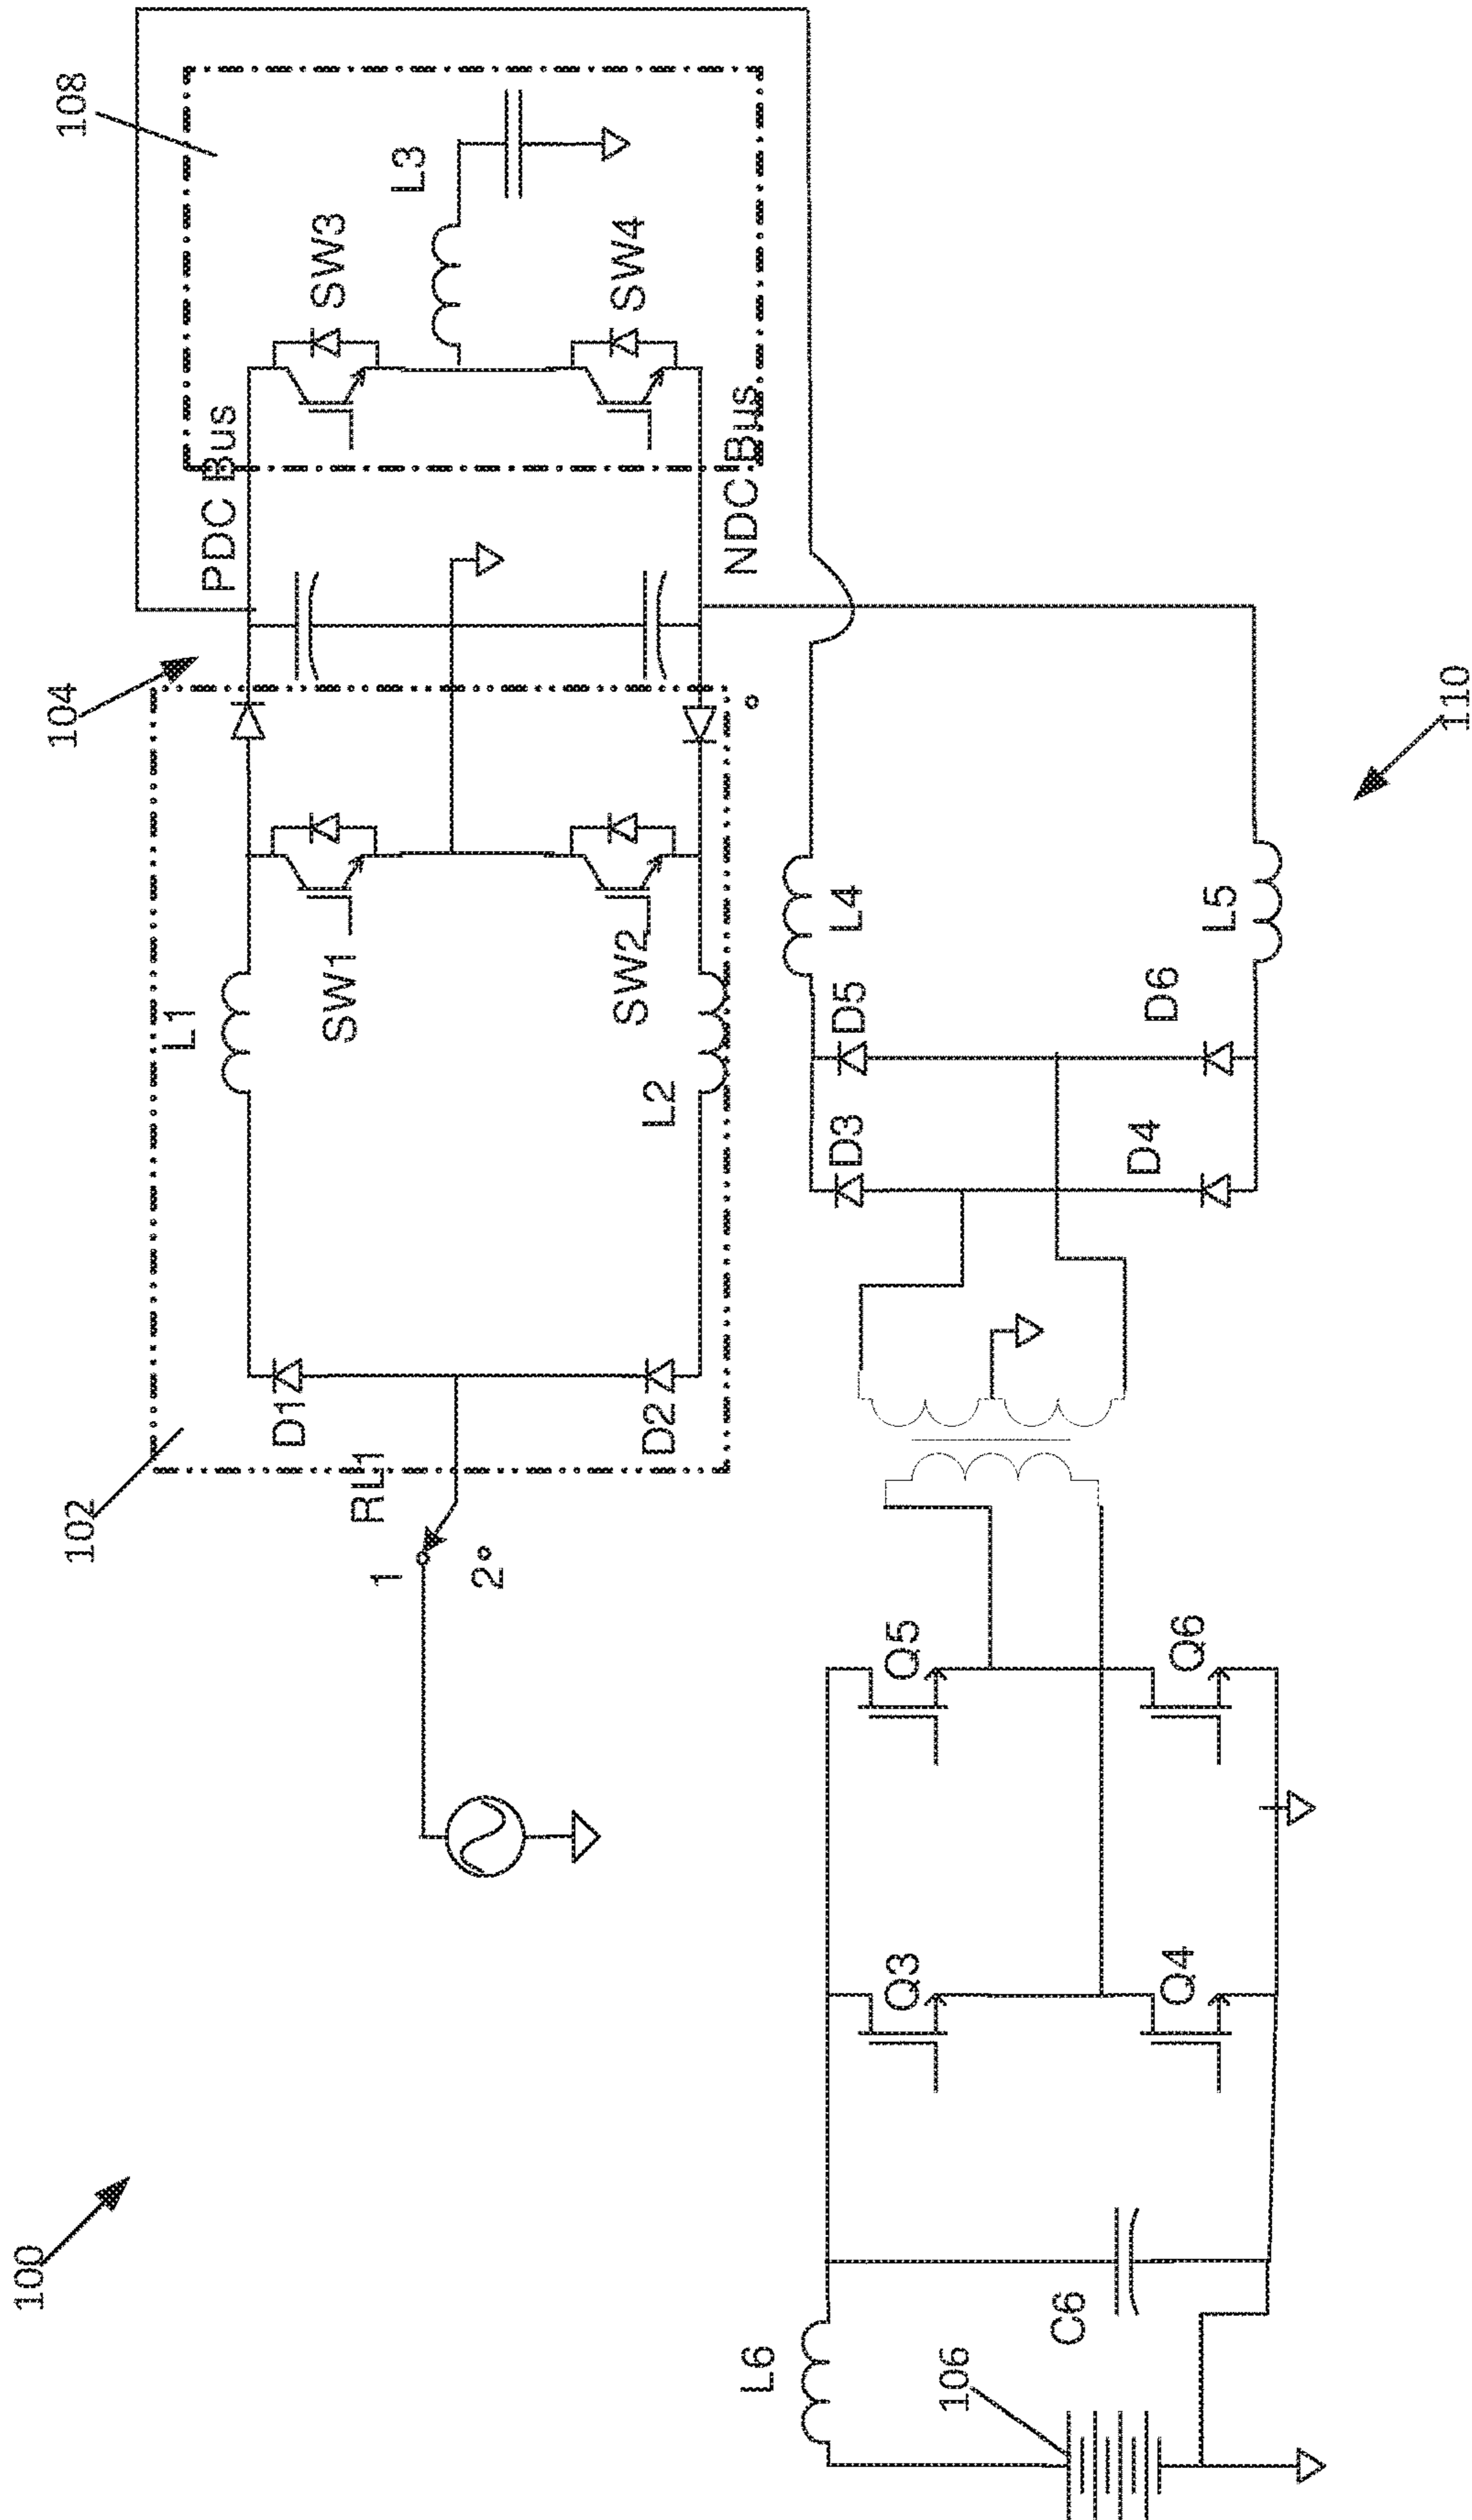 100
102
104
108
PDC Bus
NDC Bus
L1
L2
L3
SW1
SW2
SW3
SW4
D1
D2
RL1
1
2
L4
L5
D5
D6
D3
D4
110
Q5
Q6
Q3
Q4
L6
C6
106